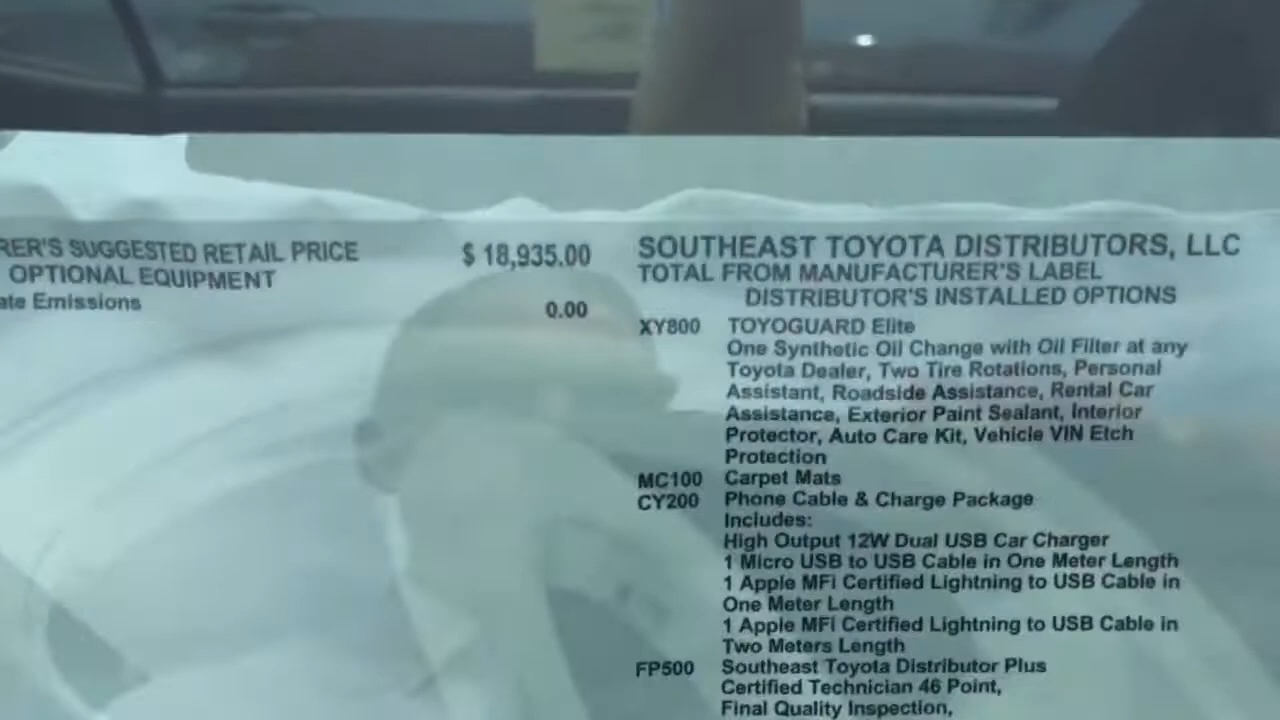 RER'S SUGGESTED RETAIL PRICE $ 18,935.00
OPTIONAL EQUIPMENT
ate Emissions 0.00
SOUTHEAST TOYOTA DISTRIBUTORS, LLC
TOTAL FROM MANUFACTURER'S LABEL
DISTRIBUTOR'S INSTALLED OPTIONS
XY800 TOYOGUARD Elite
One Synthetic Oil Change with Oil Filter at any
Toyota Dealer, Two Tire Rotations, Personal
Assistant, Roadside Assistance, Rental Car
Assistance, Exterior Paint Sealant, Interior
Protector, Auto Care Kit, Vehicle VIN Etch
Protection
MC100 Carpet Mats
CY200 Phone Cable & Charge Package
Includes:
High Output 12W Dual USB Car Charger
1 Micro USB to USB Cable in One Meter Length
1 Apple MFi Certified Lightning to USB Cable in
One Meter Length
1 Apple MFi Certified Lightning to USB Cable in
Two Meters Length
FP500 Southeast Toyota Distributor Plus
Certified Technician 46 Point,
Final Quality Inspection,